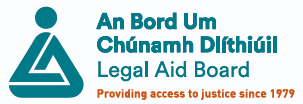 An Bord Um
Chúnamh Dlíthiúil
Legal Aid Board
Providing access to justice since 1979